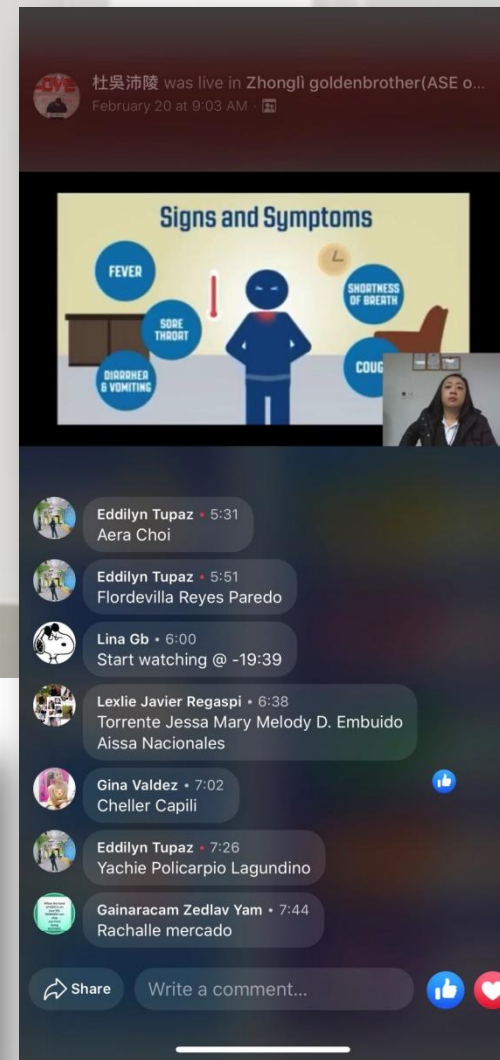 杜吳沛陵 was live in Zhongli goldenbrother(ASE o...
February 20 at 9:03 AM ·
Signs and Symptoms
FEVER
SORE
THROAT
DIARRHEA
& VOMITING
SHORTNESS
OF BREATH
COUG
Eddilyn Tupaz • 5:31
Aera Choi
Eddilyn Tupaz • 5:51
Flordevilla Reyes Paredo
Lina Gb • 6:00
Start watching @ -19:39
Lexlie Javier Regaspi • 6:38
Torrente Jessa Mary Melody D. Embuido
Aissa Nacionales
Gina Valdez • 7:02
Cheller Capili
Eddilyn Tupaz • 7:26
Yachie Policarpio Lagundino
Gainaracam Zedlav Yam • 7:44
Rachalle mercado
Share
Write a comment...